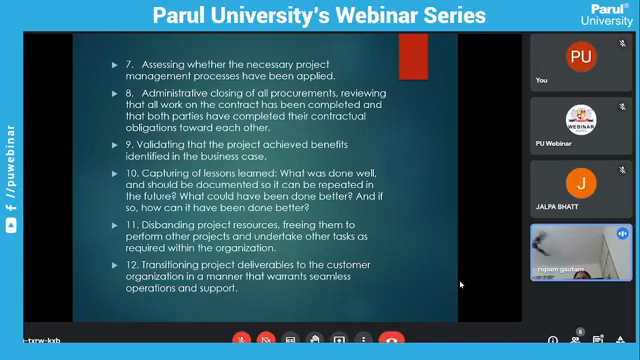 Parul University's Webinar Series
Parul®
University
7. Assessing whether the necessary project
management processes have been applied.
8. Administrative closing of all procurements, reviewing
that all work on the contract has been completed and
that both parties have completed their contractual
obligations toward each other.
9. Validating that the project achieved benefits
identified in the business case.
10. Capturing of lessons learned: What was done well,
and should be documented so it can be repeated in
the future? What could have been done better? And if
so, how can it have been done better?
11. Disbanding project resources, freeing them to
perform other projects and undertake other tasks as
required within the organization.
12. Transitioning project deliverables to the customer
organization in a manner that warrants seamless
operations and support.
PU
You
WEBINAR
PU Webinar
J
JALPA BHATT
rupam gautam
/puwebinar
-txrw-kxb
6